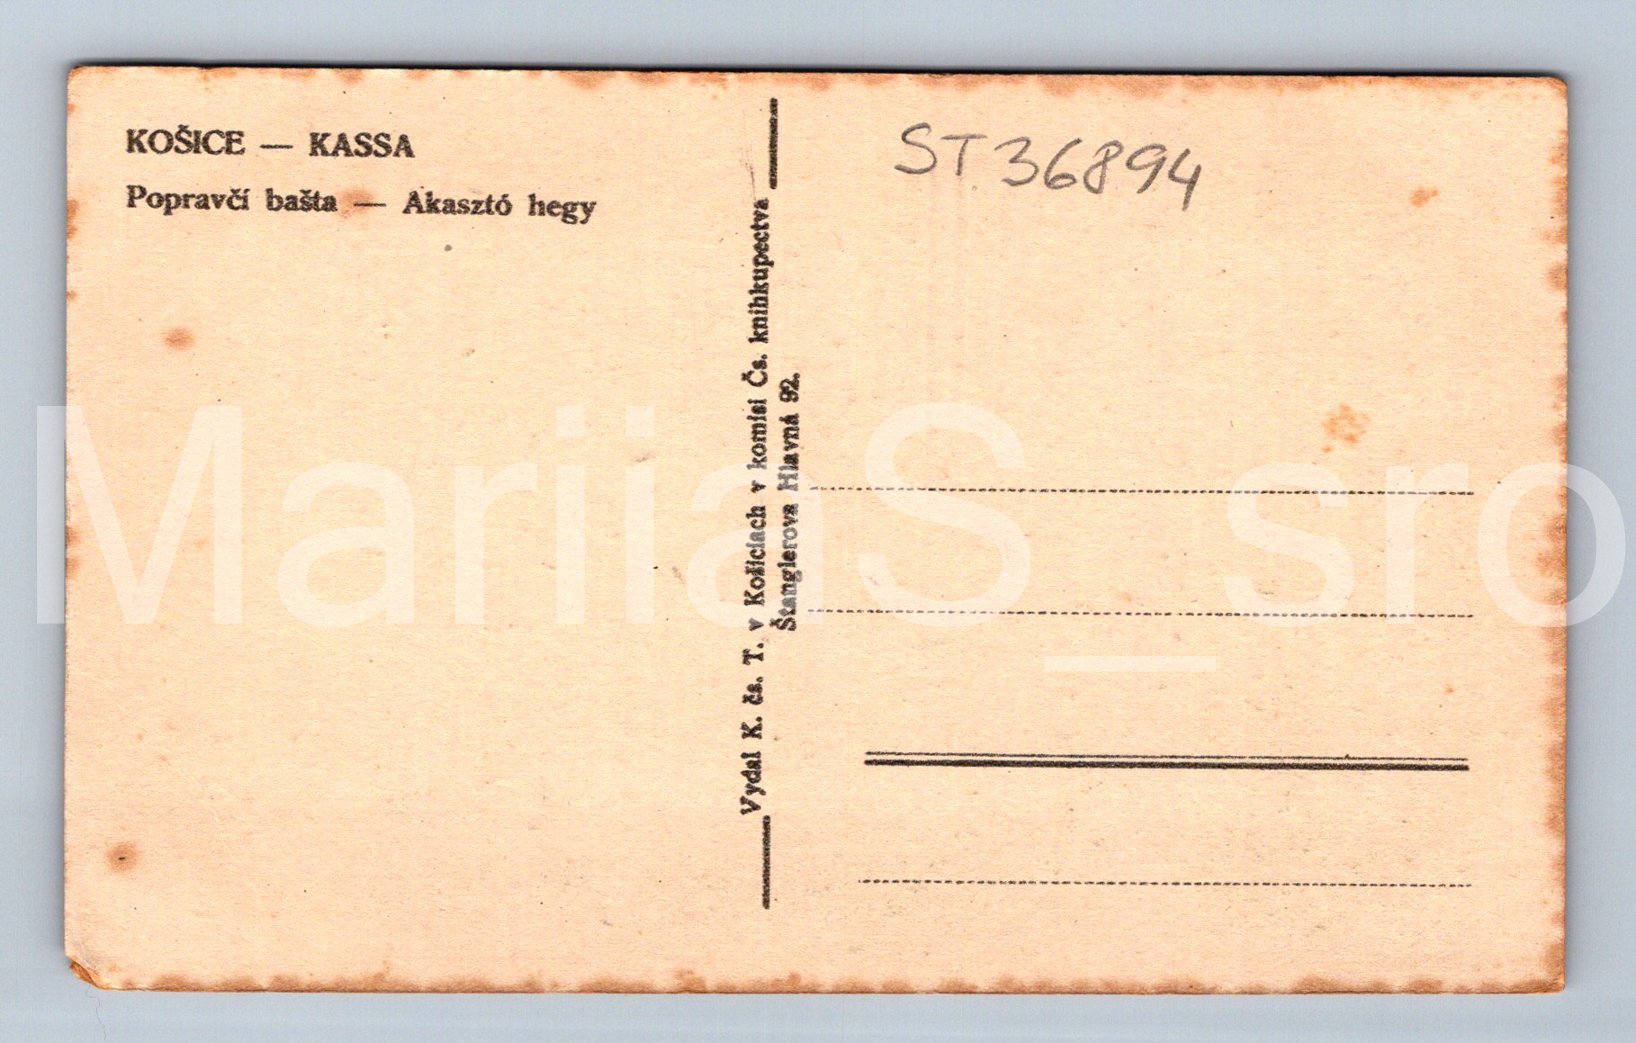 KOŠICE — KASSA
Popravčí bašta — Akasztó hegy
Vydal K. čs. T. v Košiciach v komisi Čs. knihkupectva
Štanglerova Hlavná 92.
ST 36894
MariiaS_sro